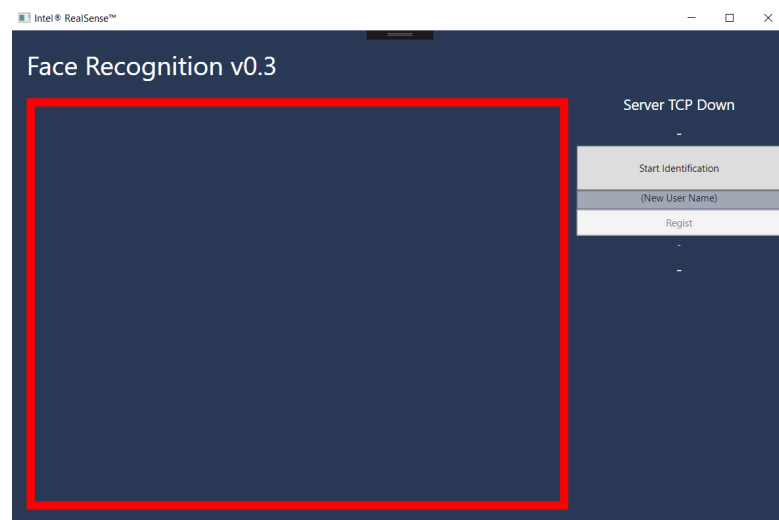 Intel® RealSense™
Face Recognition v0.3
Server TCP Down
-
Start Identification
(New User Name)
Regist
-
-